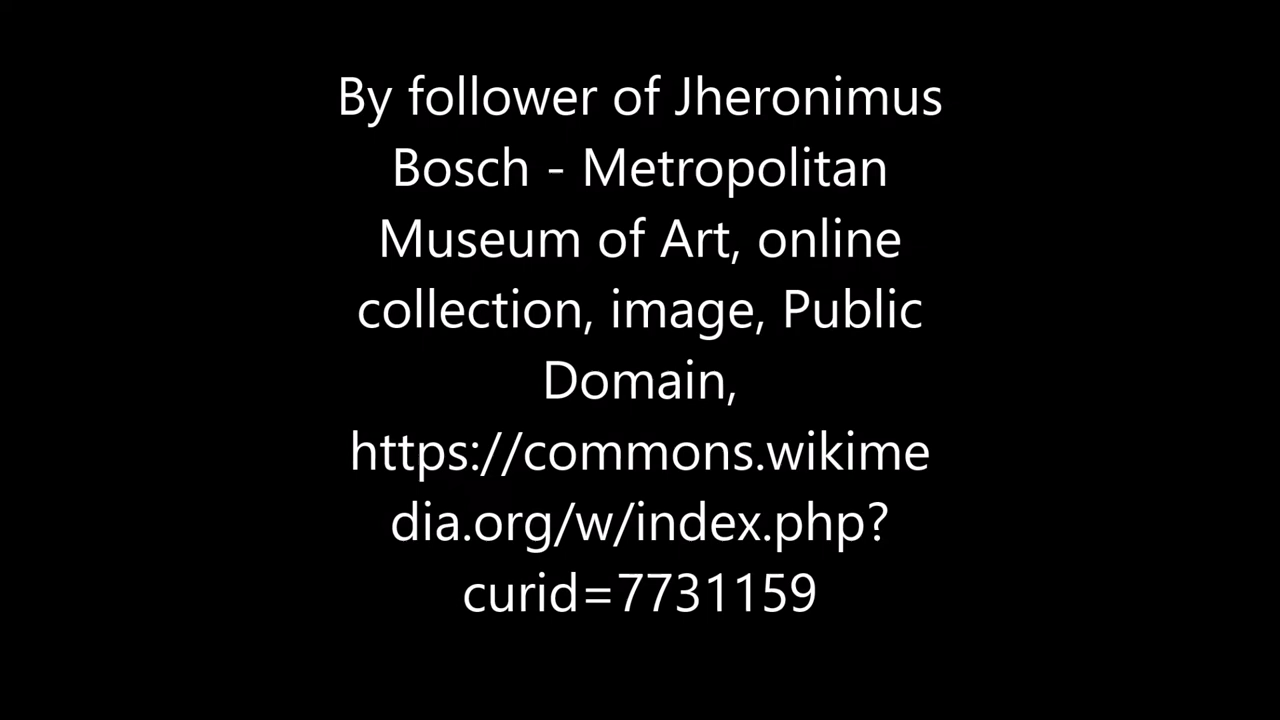 By follower of Jheronimus
Bosch - Metropolitan
Museum of Art, online
collection, image, Public
Domain,
https://commons.wikime
dia.org/w/index.php?
curid=7731159